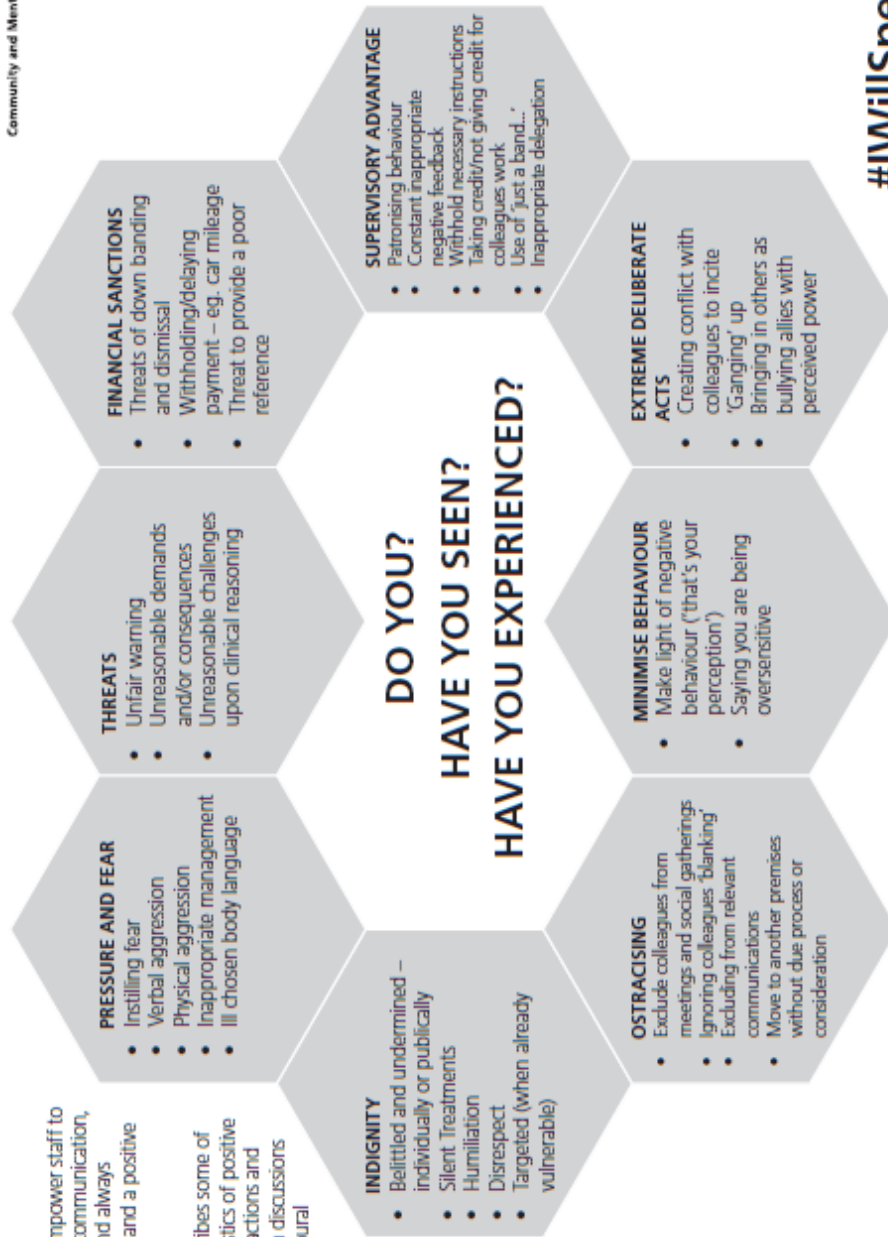 Community and Ment
mpower staff to
ommunication,
nd always
and a positive
ibes some of
tics of positive
actions and
n discussions
ural
PRESSURE AND FEAR
• Instilling fear
• Verbal aggression
• Physical aggression
• Inappropriate management
• Ill chosen body language
THREATS
• Unfair warning
• Unreasonable demands
and/or consequences
• Unreasonable challenges
upon clinical reasoning
FINANCIAL SANCTIONS
• Threats of down banding
and dismissal
• Withholding/delaying
payment – eg. car mileage
• Threat to provide a poor
reference
INDIGNITY
• Belittled and undermined –
individually or publically
• Silent Treatments
• Humiliation
• Disrespect
• Targeted (when already
vulnerable)
DO YOU?
HAVE YOU SEEN?
HAVE YOU EXPERIENCED?
SUPERVISORY ADVANTAGE
• Patronising behaviour
• Constant inappropriate
negative feedback
• Withhold necessary instructions
• Taking credit/not giving credit for
colleagues work
• Use of 'just a band...'
• Inappropriate delegation
OSTRACISING
• Exclude colleagues from
meetings and social gatherings
• Ignoring colleagues 'blanking'
• Excluding from relevant
communications
• Move to another premises
without due process or
consideration
MINIMISE BEHAVIOUR
• Make light of negative
behaviour ('that's your
perception')
• Saying you are being
oversensitive
EXTREME DELIBERATE
ACTS
• Creating conflict with
colleagues to incite
• 'Ganging' up
• Bringing in others as
bullying allies with
perceived power
#IWillSpe